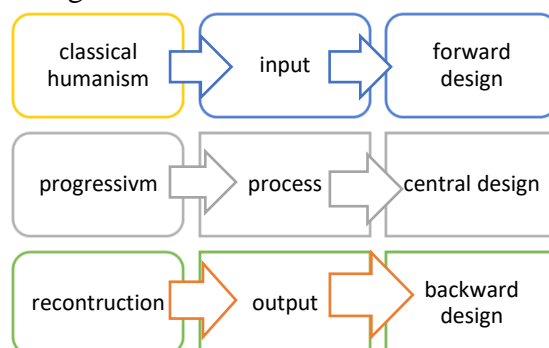 classical
humanism
input
forward
design
progressivm
process
central design
recontruction
output
backward
design